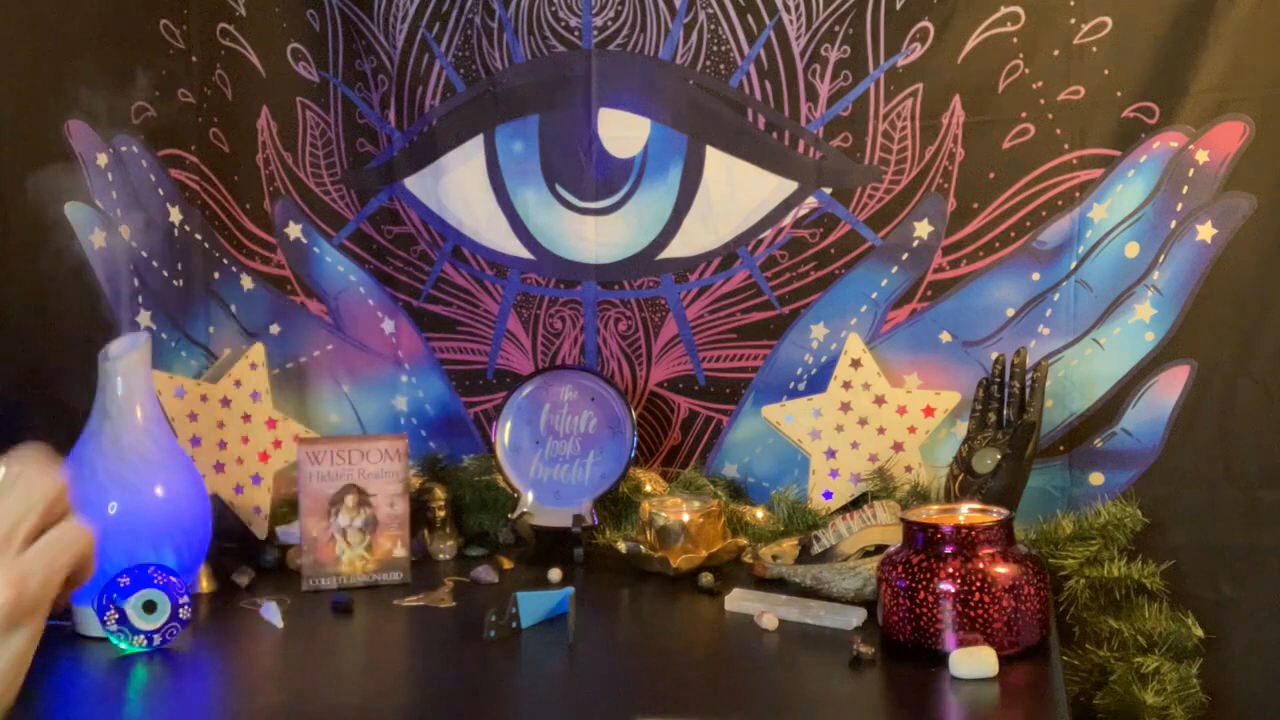 WISDOM
Hidden Realms
COLETTE BARON-REID
the
future
looks
bright